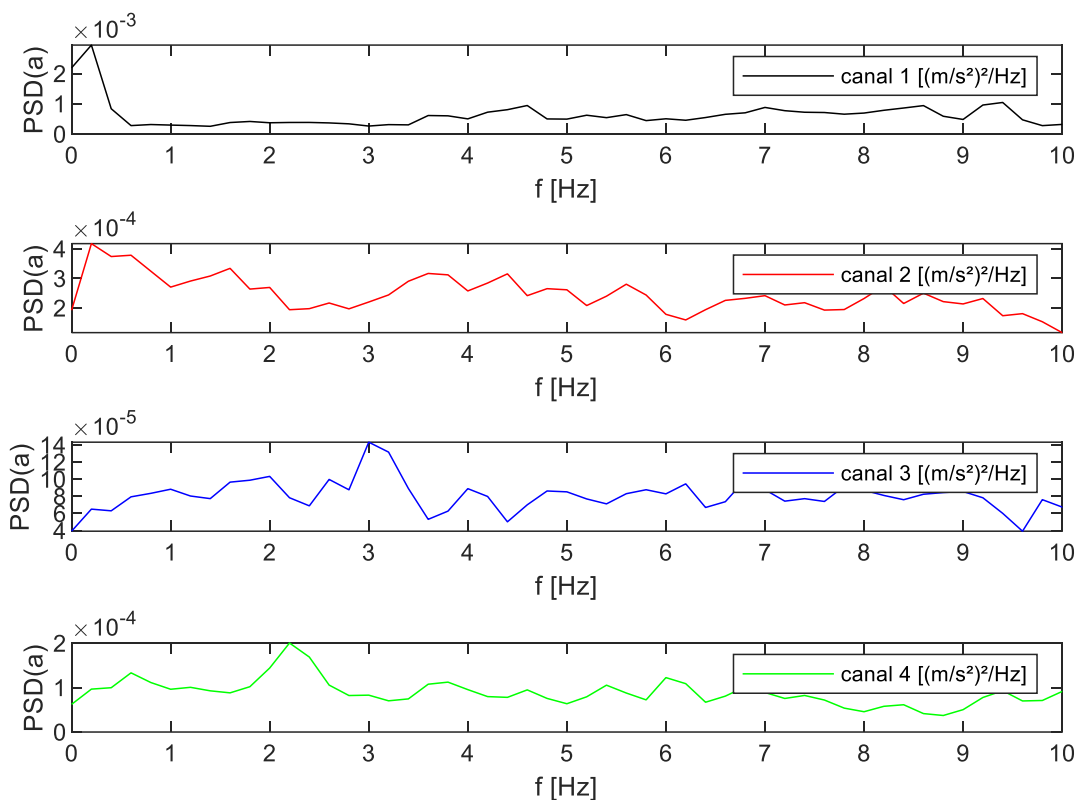 ×10⁻³
PSD(a)
2
1
0
canal 1 [(m/s²)²/Hz]
0 1 2 3 4 5 6 7 8 9 10
f [Hz]
×10⁻⁴
PSD(a)
4
3
2
canal 2 [(m/s²)²/Hz]
0 1 2 3 4 5 6 7 8 9 10
f [Hz]
×10⁻⁵
PSD(a)
14
12
10
8
6
4
canal 3 [(m/s²)²/Hz]
0 1 2 3 4 5 6 7 8 9 10
f [Hz]
×10⁻⁴
PSD(a)
2
1
0
canal 4 [(m/s²)²/Hz]
0 1 2 3 4 5 6 7 8 9 10
f [Hz]